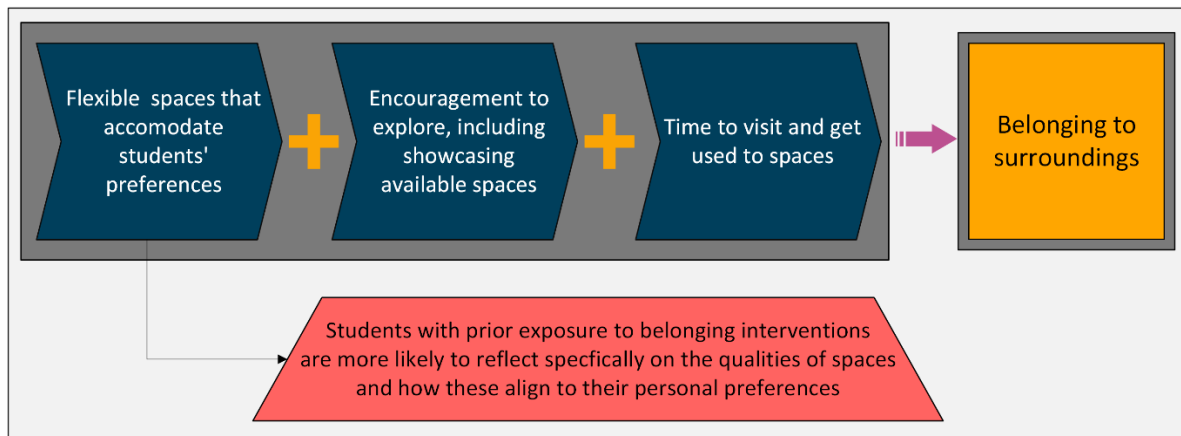 Flexible spaces that
accomodate
students'
preferences
Encouragement to
explore, including
showcasing
available spaces
Time to visit and get
used to spaces
Belonging to
surroundings
Students with prior exposure to belonging interventions
are more likely to reflect specfically on the qualities of spaces
and how these align to their personal preferences